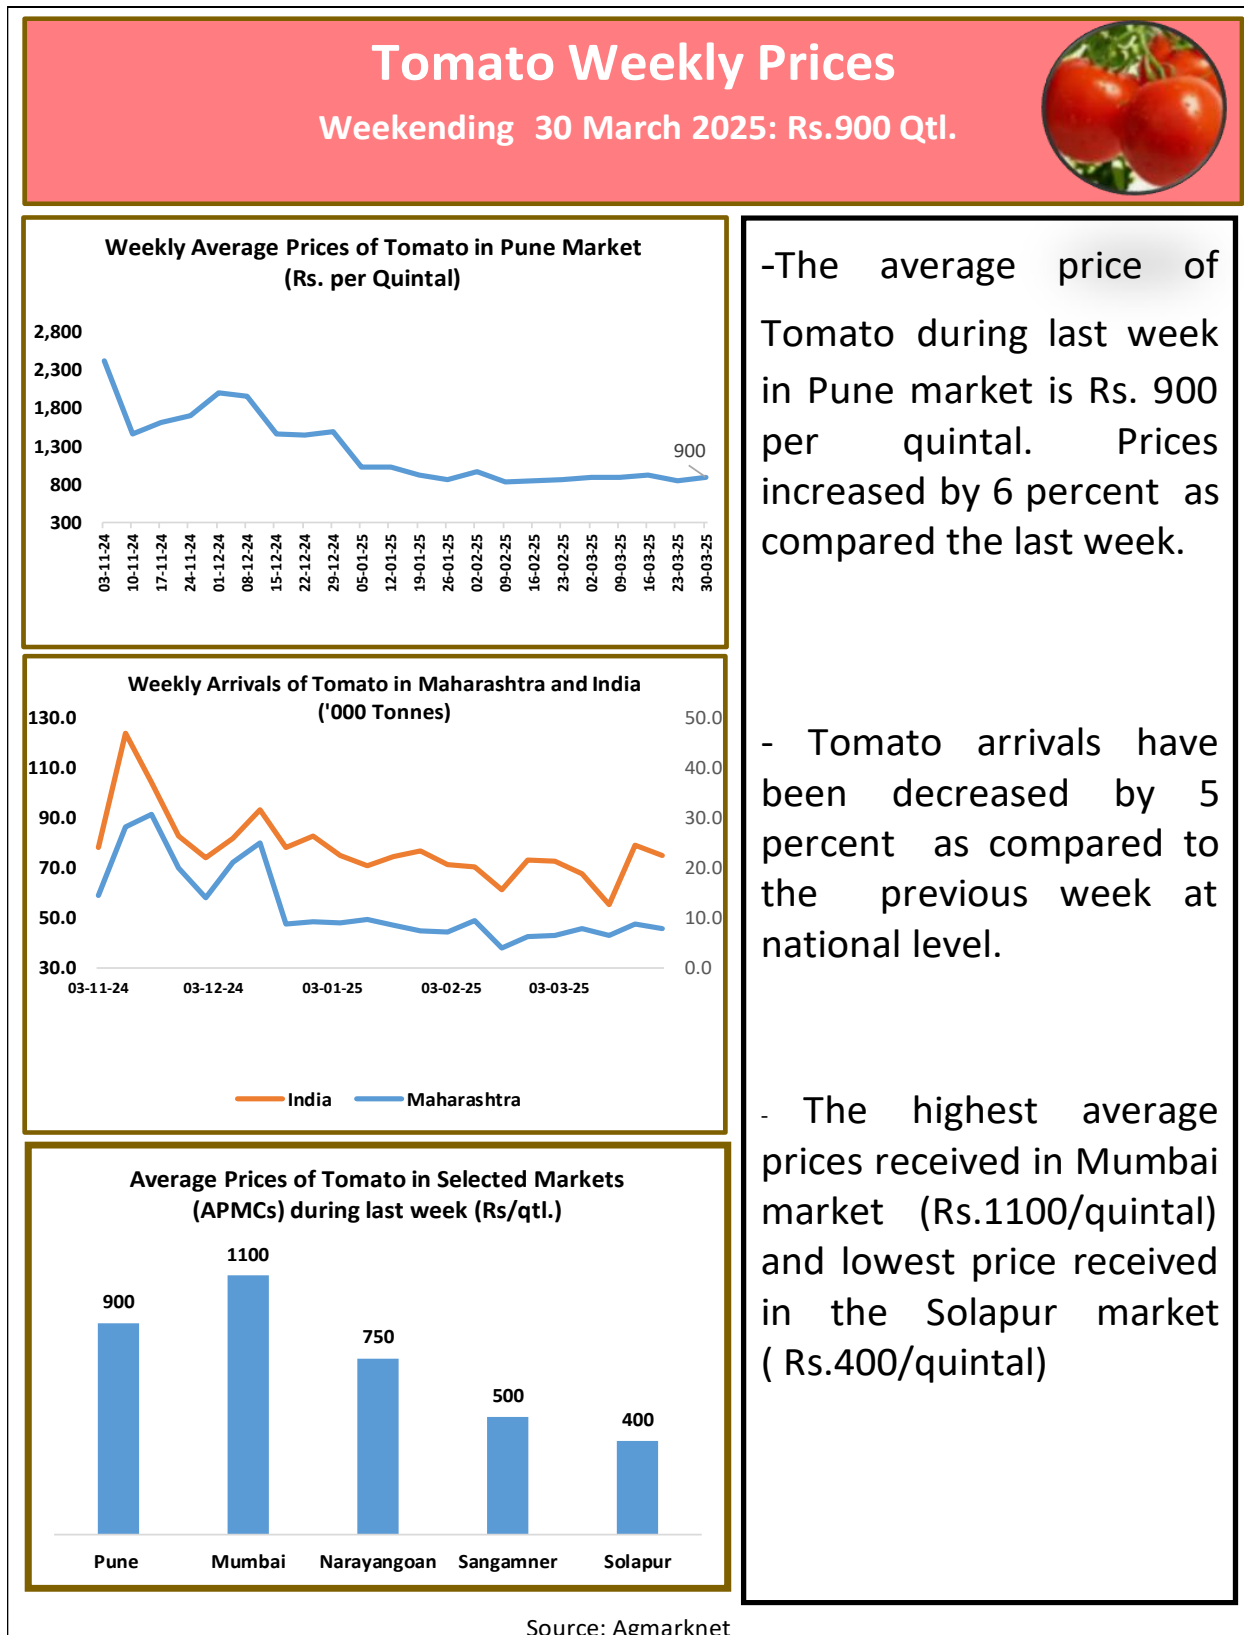 Tomato Weekly Prices
Weekending 30 March 2025: Rs.900 Qtl.
Weekly Average Prices of Tomato in Pune Market
(Rs. per Quintal)
2,800
2,300
1,800
1,300
800
300
900
03-11-24
10-11-24
17-11-24
24-11-24
01-12-24
08-12-24
15-12-24
22-12-24
29-12-24
05-01-25
12-01-25
19-01-25
26-01-25
02-02-25
09-02-25
16-02-25
23-02-25
02-03-25
09-03-25
16-03-25
23-03-25
30-03-25
Weekly Arrivals of Tomato in Maharashtra and India
('000 Tonnes)
130.0
110.0
90.0
70.0
50.0
30.0
50.0
40.0
30.0
20.0
10.0
0.0
03-11-24
03-12-24
03-01-25
03-02-25
03-03-25
India
Maharashtra
Average Prices of Tomato in Selected Markets
(APMCs) during last week (Rs/qtl.)
900
1100
750
500
400
Pune
Mumbai
Narayangoan
Sangamner
Solapur
-The average price of
Tomato during last week
in Pune market is Rs. 900
per quintal. Prices
increased by 6 percent as
compared the last week.
- Tomato arrivals have
been decreased by 5
percent as compared to
the previous week at
national level.
- The highest average
prices received in Mumbai
market (Rs.1100/quintal)
and lowest price received
in the Solapur market
( Rs.400/quintal)
Source: Agmarknet